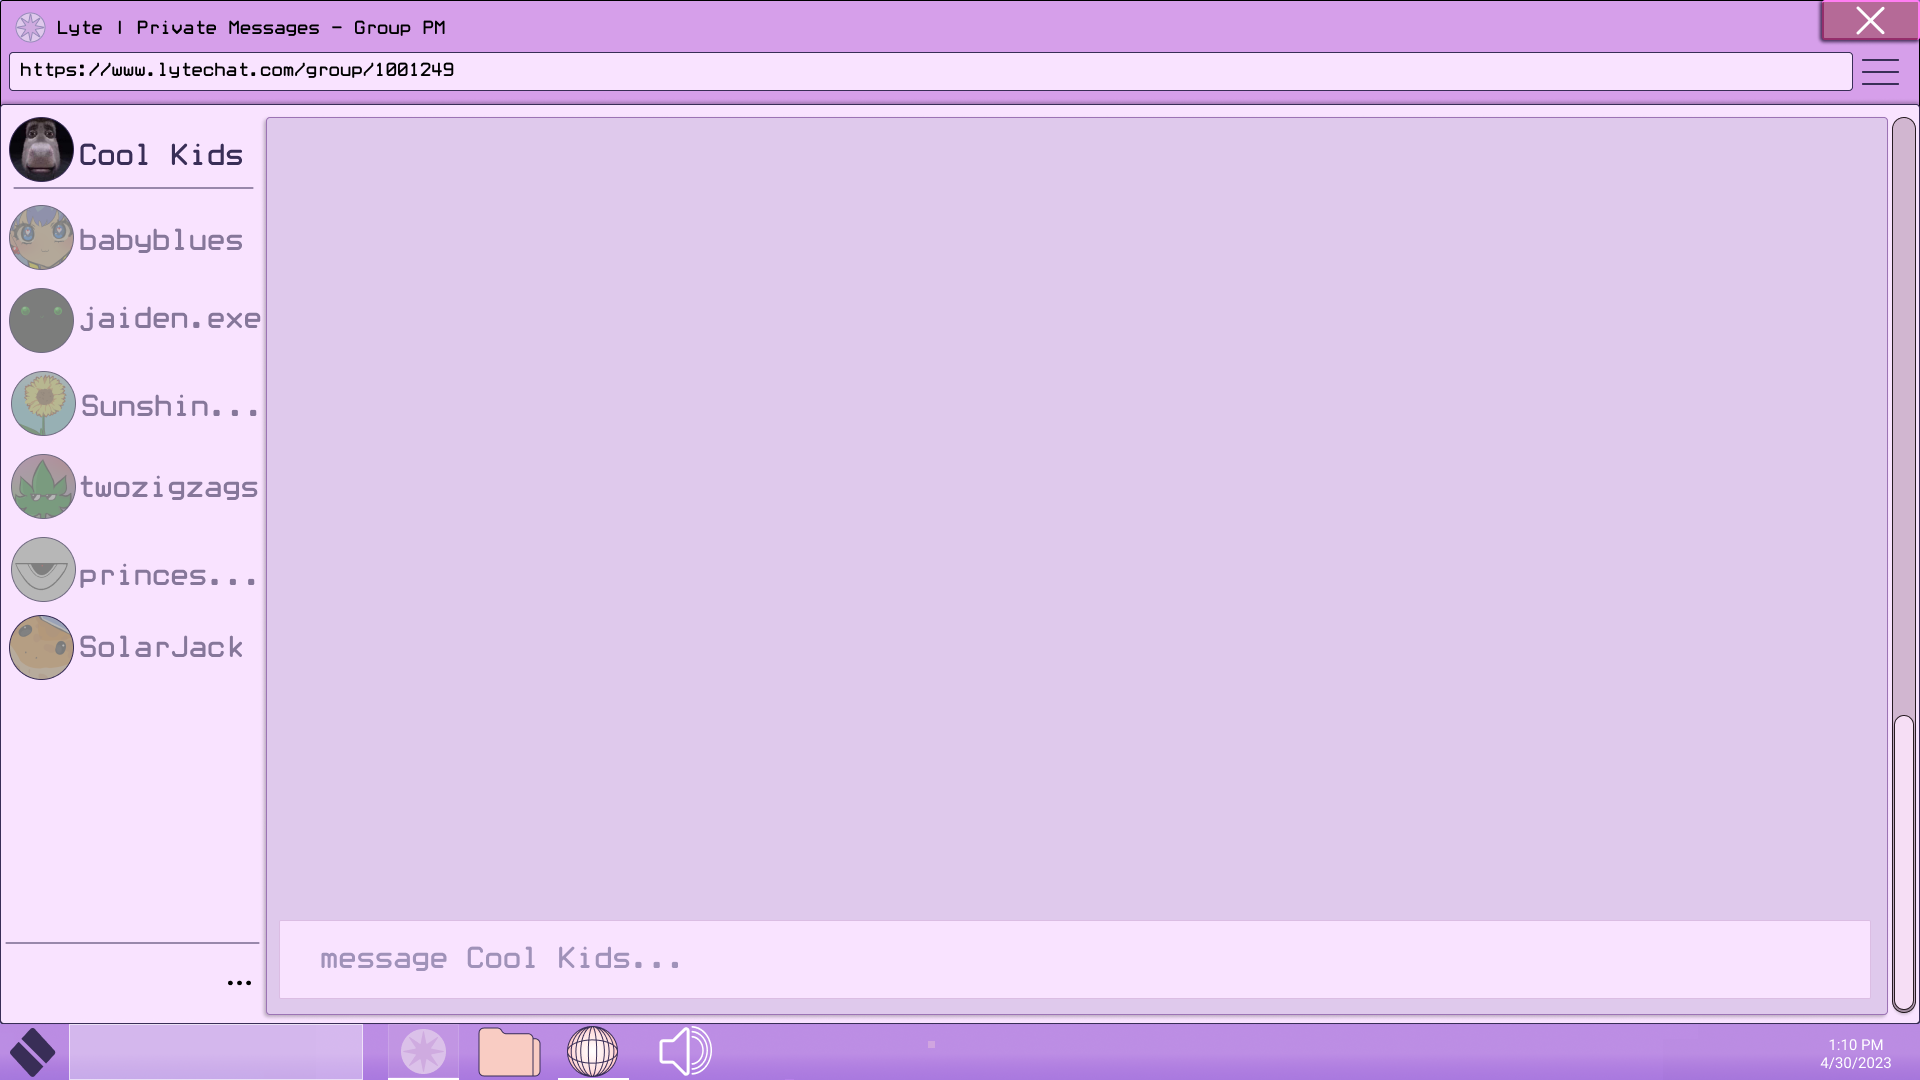 Lyte | Private Messages - Group PM
https://www.lytechat.com/group/1001249
Cool Kids
babyblues
jaiden.exe
Sunshin...
twozigzags
princes...
SolarJack
message Cool Kids...
...
1:10 PM
4/30/2023